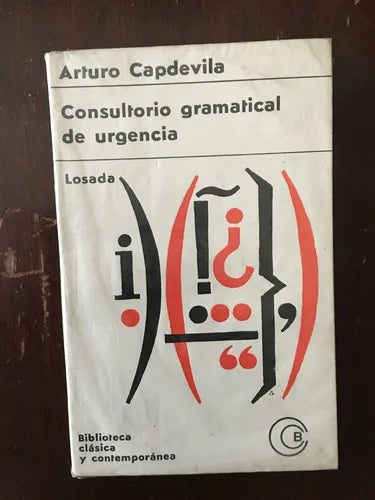 Arturo Capdevila
Consultorio gramatical
de urgencia
Losada
Biblioteca
clásica
y contemporánea
B